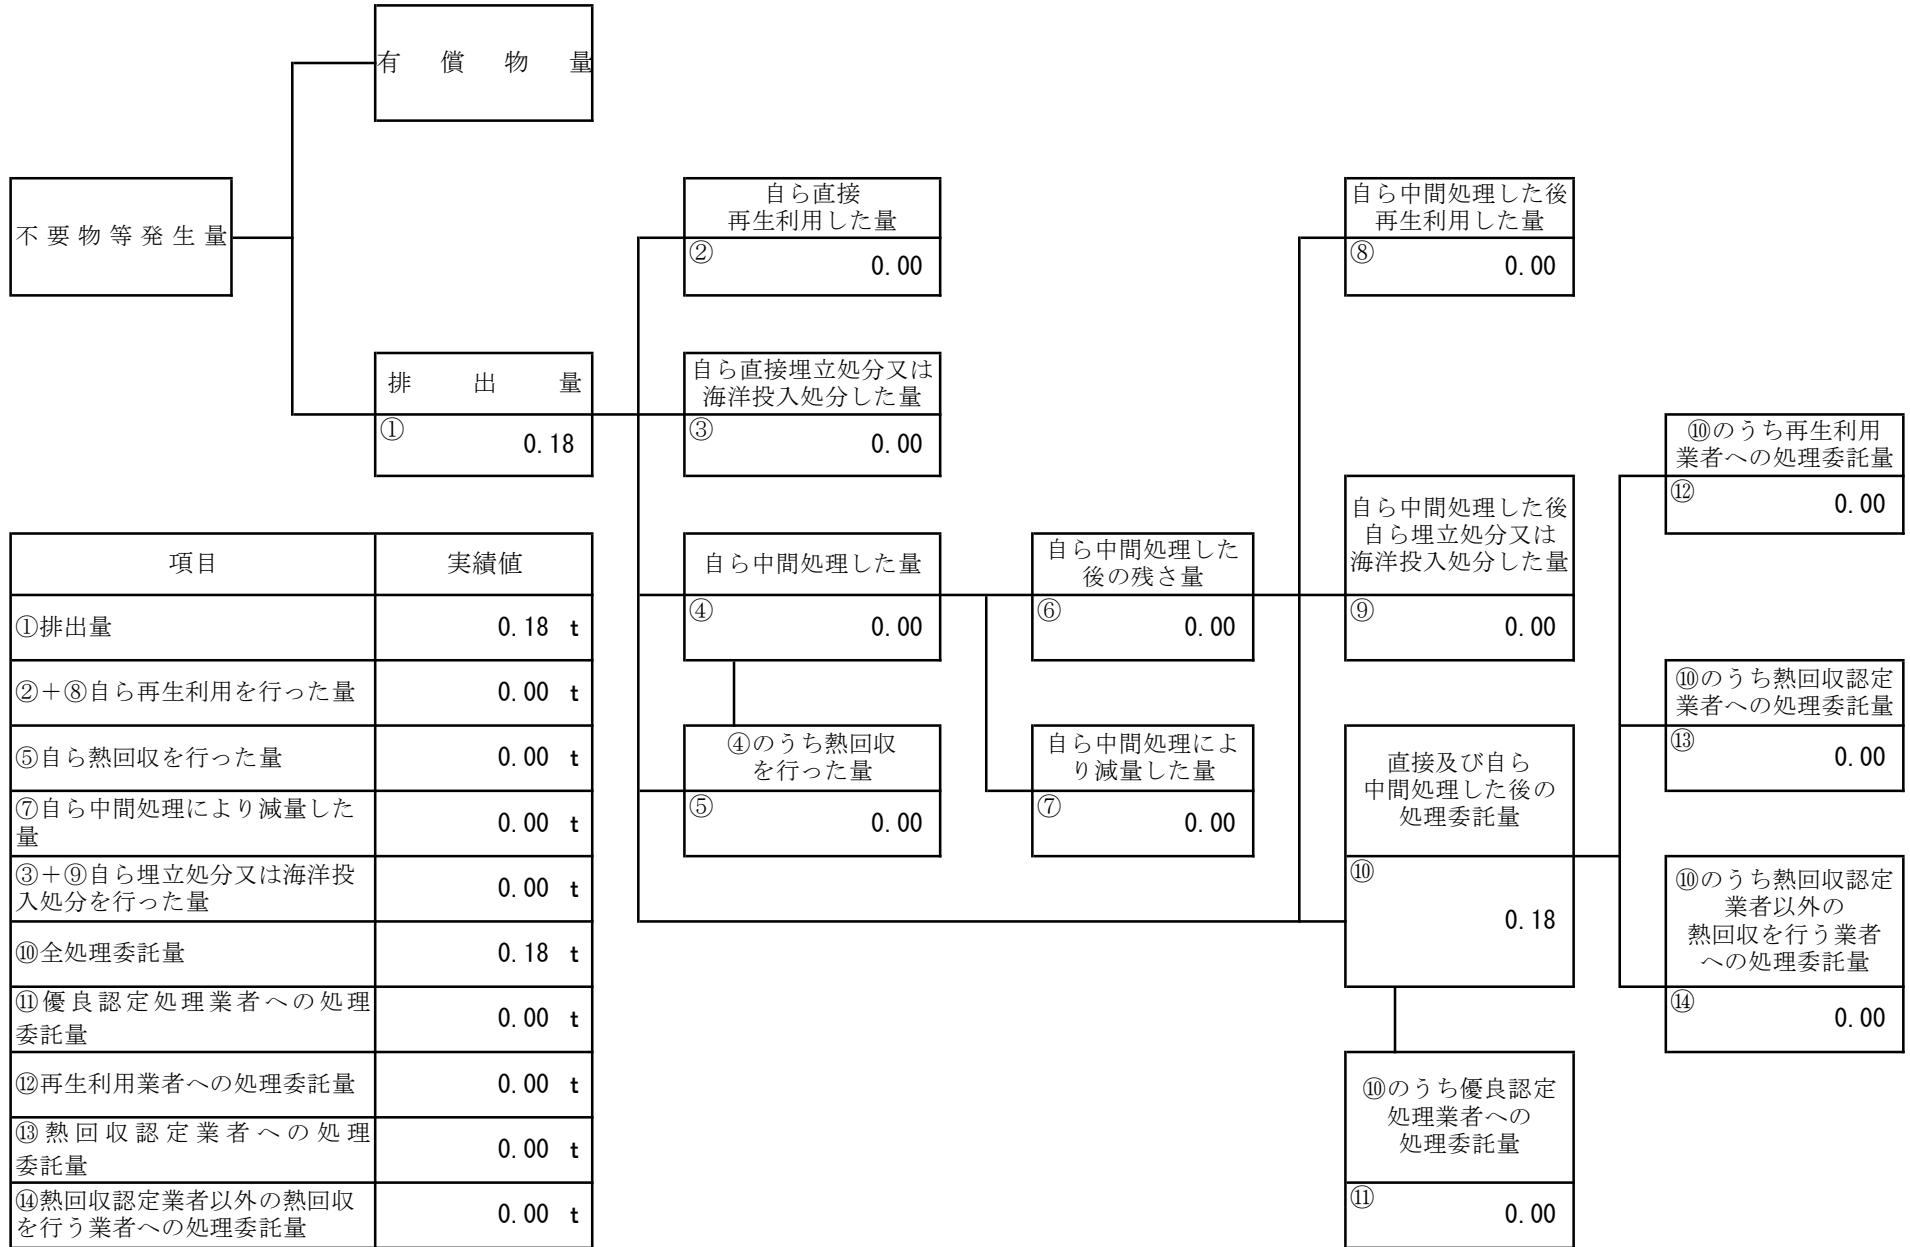 有償物量
不要物等発生量
排出量
①
0.18
自ら直接
再生利用した量
②
0.00
自ら直接埋立処分又は
海洋投入処分した量
③
0.00
自ら中間処理した量
④
0.00
④のうち熱回収
を行った量
⑤
0.00
自ら中間処理した
後の残さ量
⑥
0.00
自ら中間処理によ
り減量した量
⑦
0.00
自ら中間処理した後
再生利用した量
⑧
0.00
自ら中間処理した後
自ら埋立処分又は
海洋投入処分した量
⑨
0.00
直接及び自ら
中間処理した後の
処理委託量
⑩
0.18
⑩のうち優良認定
処理業者への
処理委託量
⑪
0.00
⑩のうち再生利用
業者への処理委託量
⑫
0.00
⑩のうち熱回収認定
業者への処理委託量
⑬
0.00
⑩のうち熱回収認定
業者以外の
熱回収を行う業者
への処理委託量
⑭
0.00
項目 実績値
①排出量 0.18 t
②+⑧自ら再生利用を行った量 0.00 t
⑤自ら熱回収を行った量 0.00 t
⑦自ら中間処理により減量した
量 0.00 t
③+⑨自ら埋立処分又は海洋投
入処分を行った量 0.00 t
⑩全処理委託量 0.18 t
⑪優良認定処理業者への処理
委託量 0.00 t
⑫再生利用業者への処理委託量 0.00 t
⑬熱回収認定業者への処理
委託量 0.00 t
⑭熱回収認定業者以外の熱回収
を行う業者への処理委託量 0.00 t